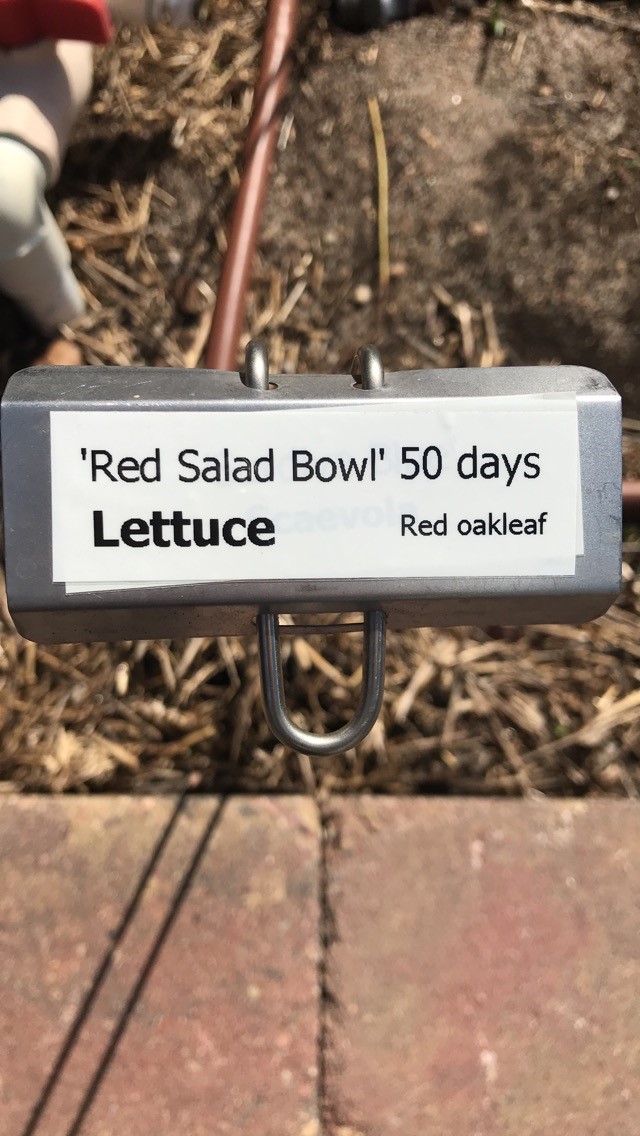 'Red Salad Bowl' 50 days
Lettuce Red oakleaf